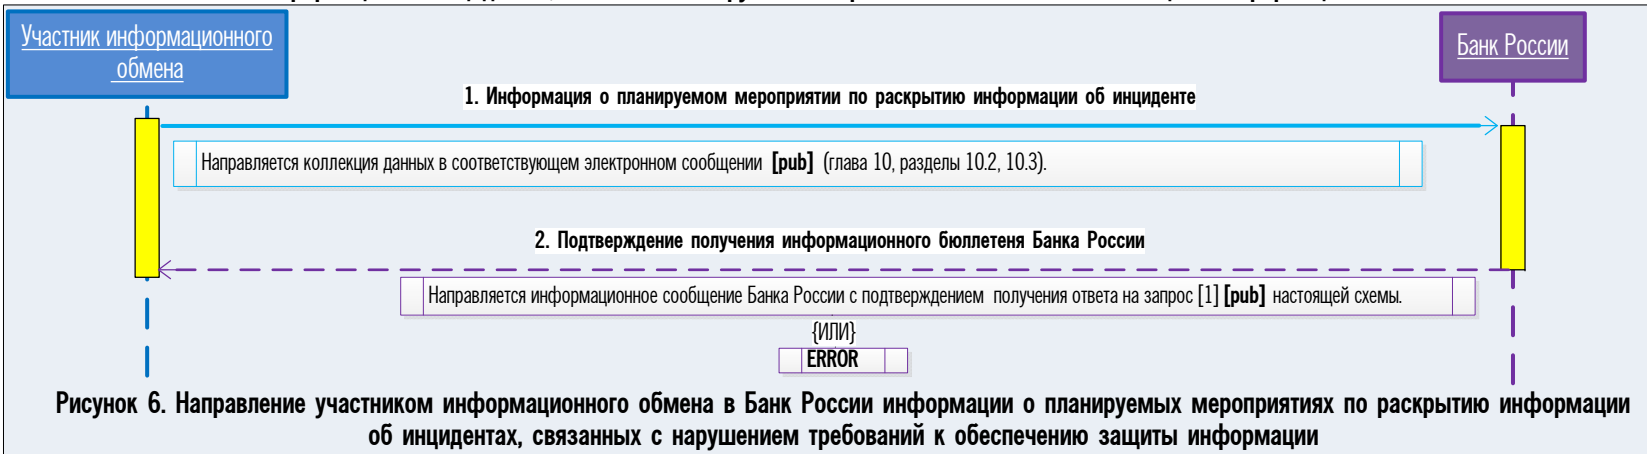 Участник информационного
обмена
Банк России
1. Информация о планируемом мероприятии по раскрытию информации об инциденте
Направляется коллекция данных в соответствующем электронном сообщении [pub] (глава 10, разделы 10.2, 10.3).
2. Подтверждение получения информационного бюллетеня Банка России
Направляется информационное сообщение Банка России с подтверждением получения ответа на запрос [1] [pub] настоящей схемы.
{ИЛИ}
ERROR
Рисунок 6. Направление участником информационного обмена в Банк России информации о планируемых мероприятиях по раскрытию информации
об инцидентах, связанных с нарушением требований к обеспечению защиты информации